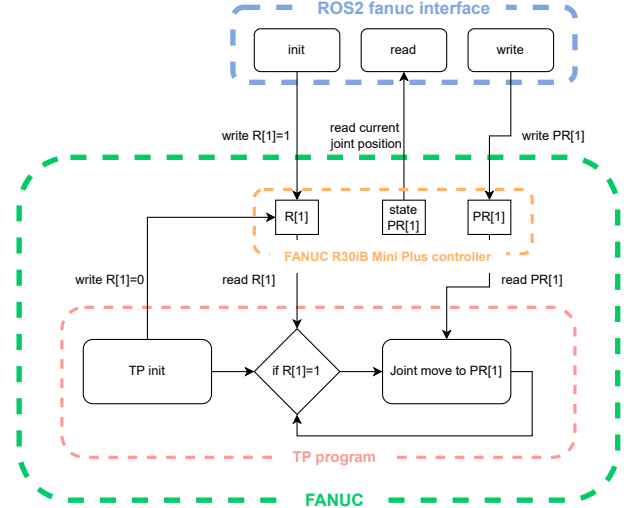 ROS2 fanuc interface
init
read
write
write R[1]=1
read current
joint position
write PR[1]
R[1]
state
PR[1]
PR[1]
FANUC R30iB Mini Plus controller
write R[1]=0
read R[1]
read PR[1]
TP init
if R[1]=1
Joint move to PR[1]
TP program
FANUC